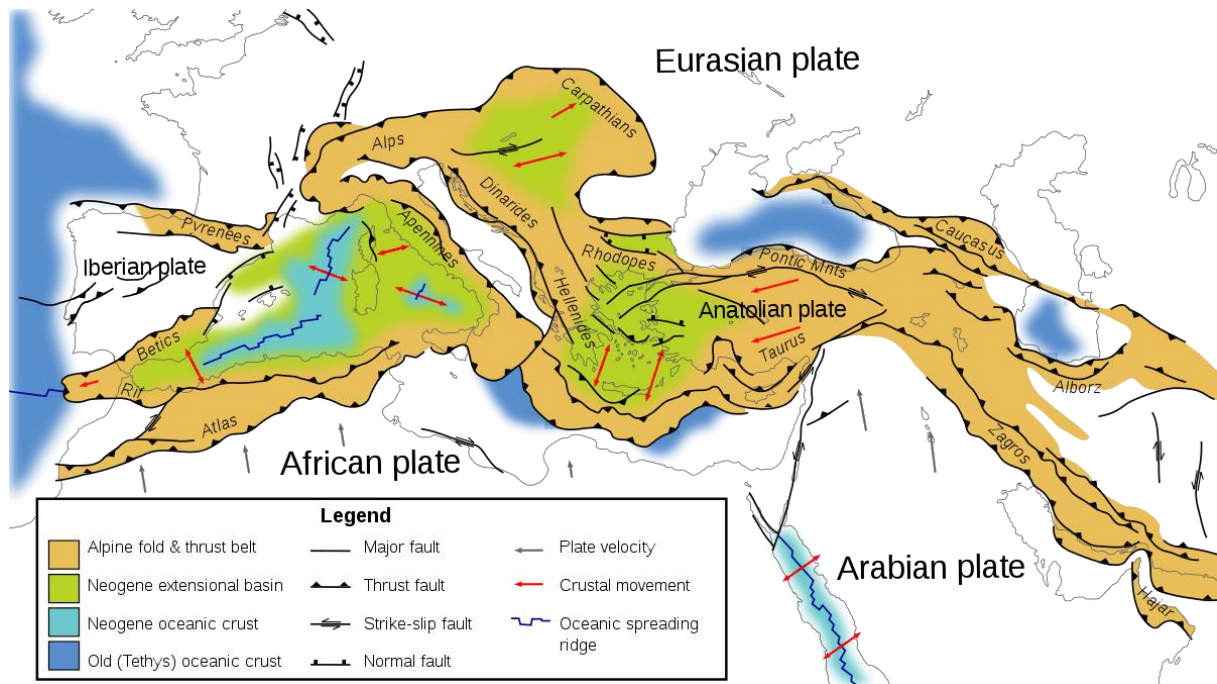 Eurasian plate
Carpathians
Alps
Dinarides
Pyrenees
Apennines
Iberian plate
Caucasus
Rhodopes
Pontic Mnts
Hellenides
Anatolian plate
Betics
Taurus
Rif
Alborz
Atlas
Zagros
African plate
Arabian plate
Hajar
Legend
Alpine fold & thrust belt
Major fault
Plate velocity
Neogene extensional basin
Thrust fault
Crustal movement
Neogene oceanic crust
Strike-slip fault
Oceanic spreading
ridge
Old (Tethys) oceanic crust
Normal fault